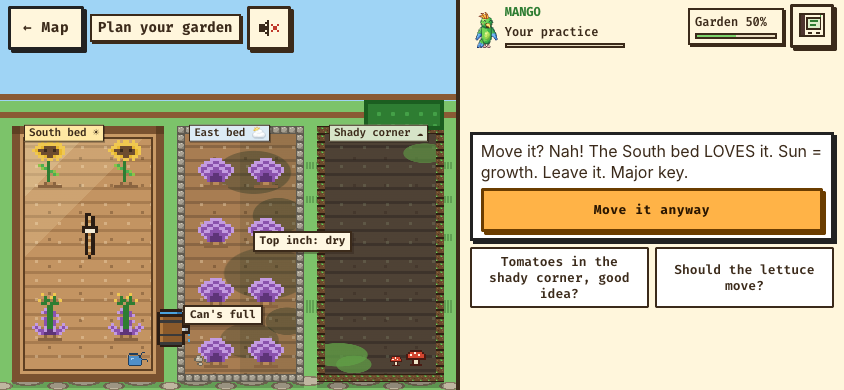 ← Map
Plan your garden
South bed ☀
East bed ⛅
Shady corner ☁
Top inch: dry
Can's full
MANGO
Your practice
Garden 50%
Move it? Nah! The South bed LOVES it. Sun =
growth. Leave it. Major key.
Move it anyway
Tomatoes in the
shady corner, good
idea?
Should the lettuce
move?